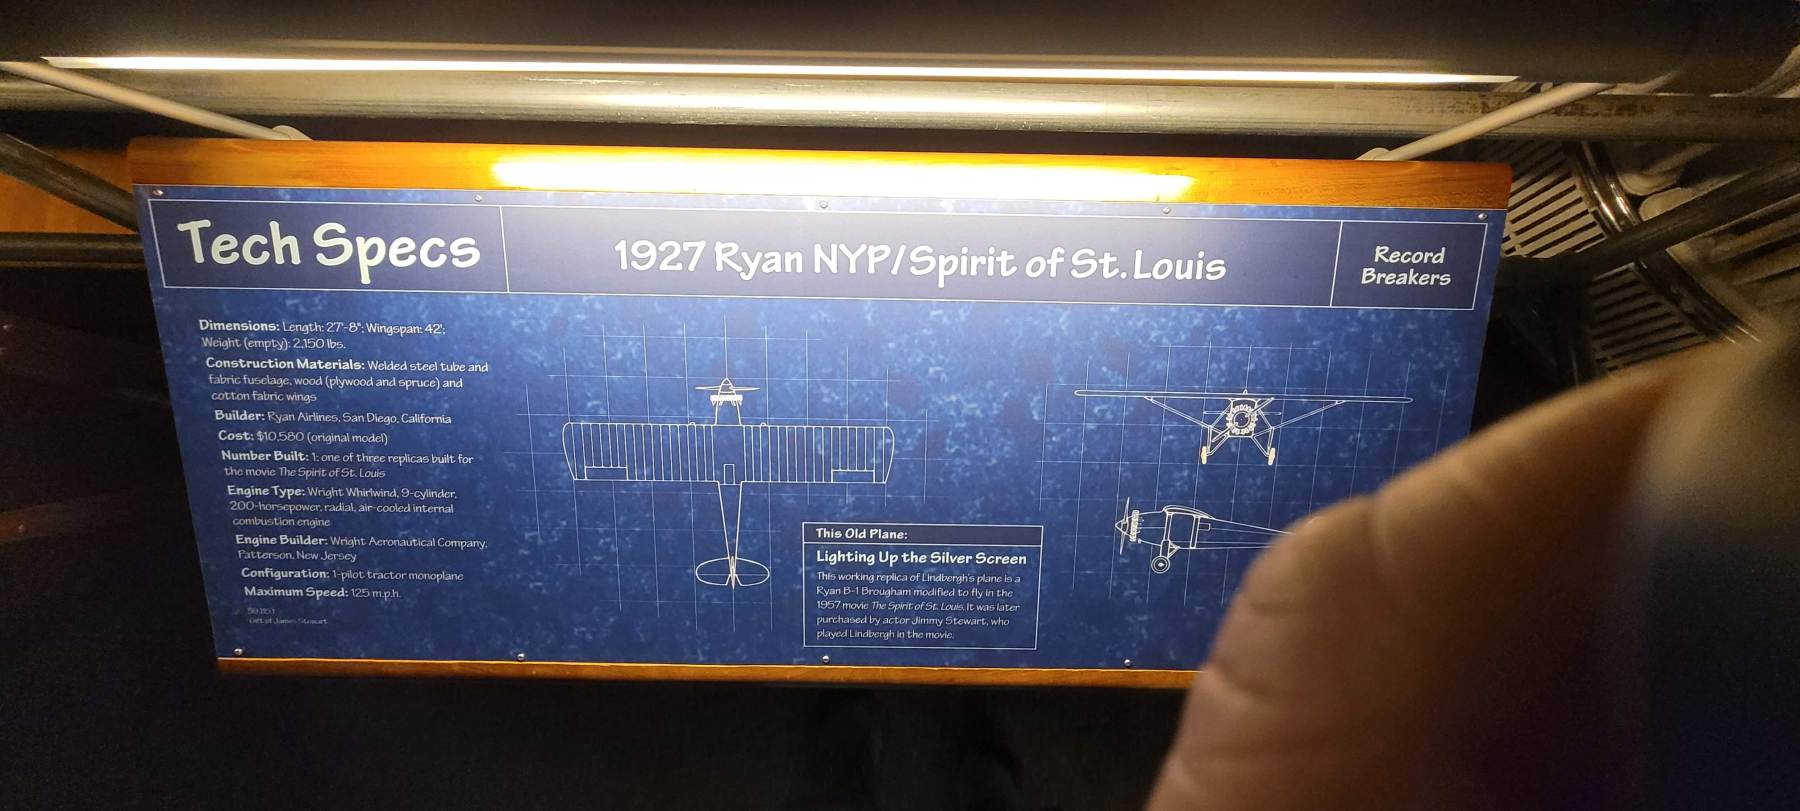 Tech Specs
1927 Ryan NYP/Spirit of St. Louis
Record
Breakers
Dimensions: Length: 27'-8"; Wingspan: 42';
Weight (empty): 2,150 lbs.
Construction Materials: Welded steel tube and
fabric fuselage, wood (plywood and spruce) and
cotton fabric wings
Builder: Ryan Airlines, San Diego, California
Cost: $10,580 (original model)
Number Built: 1; one of three replicas built for
the movie The Spirit of St. Louis
Engine Type: Wright Whirlwind, 9-cylinder,
200-horsepower, radial, air-cooled internal
combustion engine
Engine Builder: Wright Aeronautical Company,
Patterson, New Jersey
Configuration: 1-pilot tractor monoplane
Maximum Speed: 125 m.p.h.
Gift of James Stewart
This Old Plane:
Lighting Up the Silver Screen
This working replica of Lindbergh's plane is a
Ryan B-1 Brougham modified to fly in the
1957 movie The Spirit of St. Louis. It was later
purchased by actor Jimmy Stewart, who
played Lindbergh in the movie.